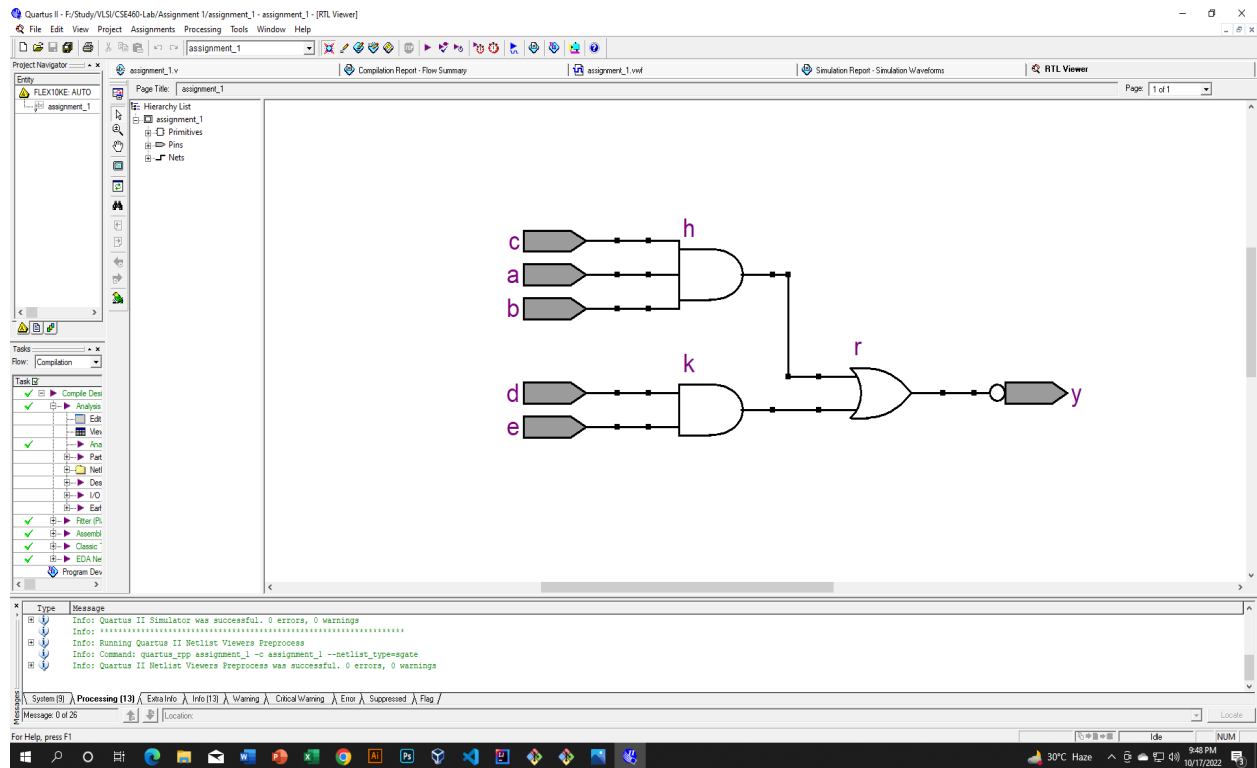 Quartus II - F:/Study/VLSI/CSE460-Lab/Assignment 1/assignment_1 - assignment_1 - [RTL Viewer]
File Edit View Project Assignments Processing Tools Window Help
assignment_1
Project Navigator
Entity
FLEX10KE: AUTO
assignment_1
assignment_1.v
Compilation Report - Flow Summary
assignment_1.vwf
Simulation Report - Simulation Waveforms
RTL Viewer
Page Title: assignment_1
Page: 1 of 1
Hierarchy List
assignment_1
Primitives
Pins
Nets
c
a
b
h
d
e
k
r
y
Tasks
Flow: Compilation
Task
Compile Desi
Analysis
Edit
View
Ana
Part
Netl
Des
I/O
Earl
Fitter (Pl
Assembl
Classic T
EDA Ne
Program Dev
Type Message
Info: Quartus II Simulator was successful. 0 errors, 0 warnings
Info: *******************************************************************
Info: Running Quartus II Netlist Viewers Preprocess
Info: Command: quartus_rpp assignment_1 -c assignment_1 --netlist_type=sgate
Info: Quartus II Netlist Viewers Preprocess was successful. 0 errors, 0 warnings
System (9) Processing (13) Extra Info Info (13) Warning Critical Warning Error Suppressed Flag
Messages
Message: 0 of 26
Location:
Locate
For Help, press F1
Idle
NUM
30°C Haze
9:48 PM
10/17/2022